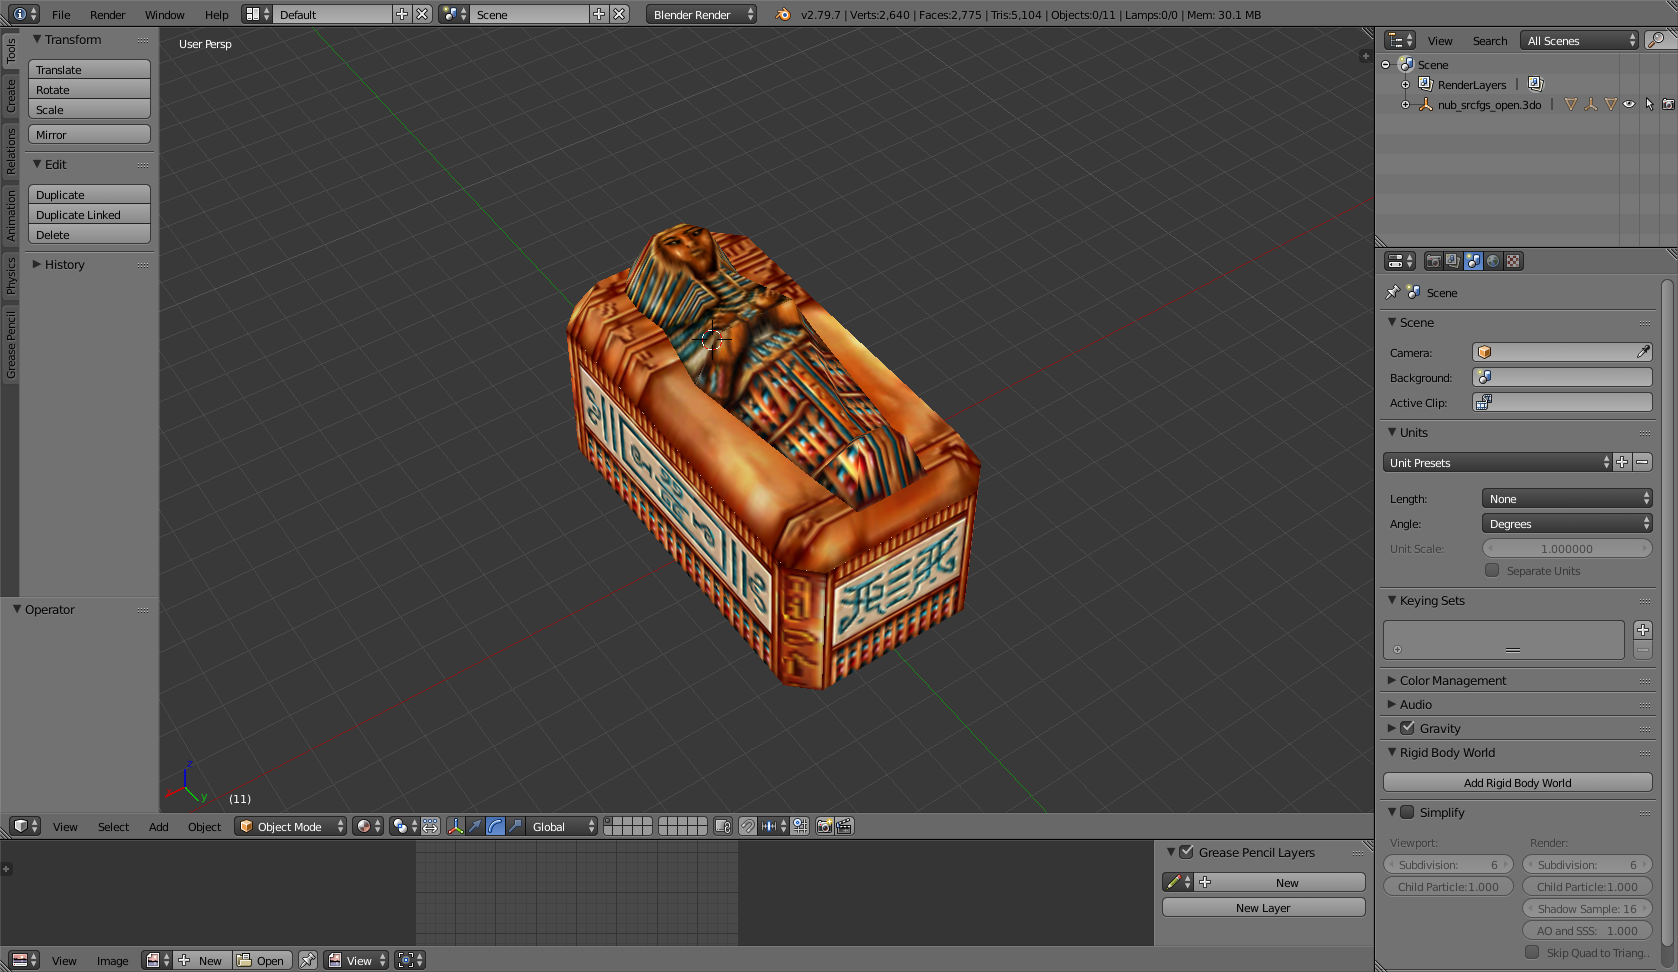 File Render Window Help Default Scene Blender Render v2.79.7 | Verts:2,640 | Faces:2,775 | Tris:5,104 | Objects:0/11 | Lamps:0/0 | Mem: 30.1 MB
Tools
Create
Relations
Animation
Physics
Grease Pencil
Transform
Translate
Rotate
Scale
Mirror
Edit
Duplicate
Duplicate Linked
Delete
History
Operator
User Persp
z
y
(11)
View Select Add Object Object Mode Global
View Search All Scenes
Scene
RenderLayers
nub_srcfgs_open.3do
Scene
Scene
Camera:
Background:
Active Clip:
Units
Unit Presets
Length: None
Angle: Degrees
Unit Scale: 1.000000
Separate Units
Keying Sets
Color Management
Audio
Gravity
Rigid Body World
Add Rigid Body World
Simplify
Viewport: Render:
Subdivision: 6 Subdivision: 6
Child Particle:1.000 Child Particle:1.000
Shadow Sample: 16
AO and SSS: 1.000
Skip Quad to Triang..
Grease Pencil Layers
New
New Layer
View Image New Open View